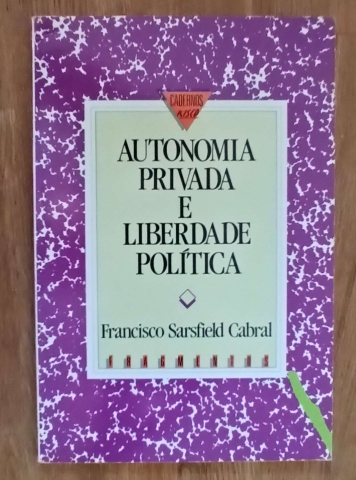 CADERNOS
AUTONOMIA
PRIVADA
E
LIBERDADE
POLÍTICA
Francisco Sarsfield Cabral
FRAGMENTOS